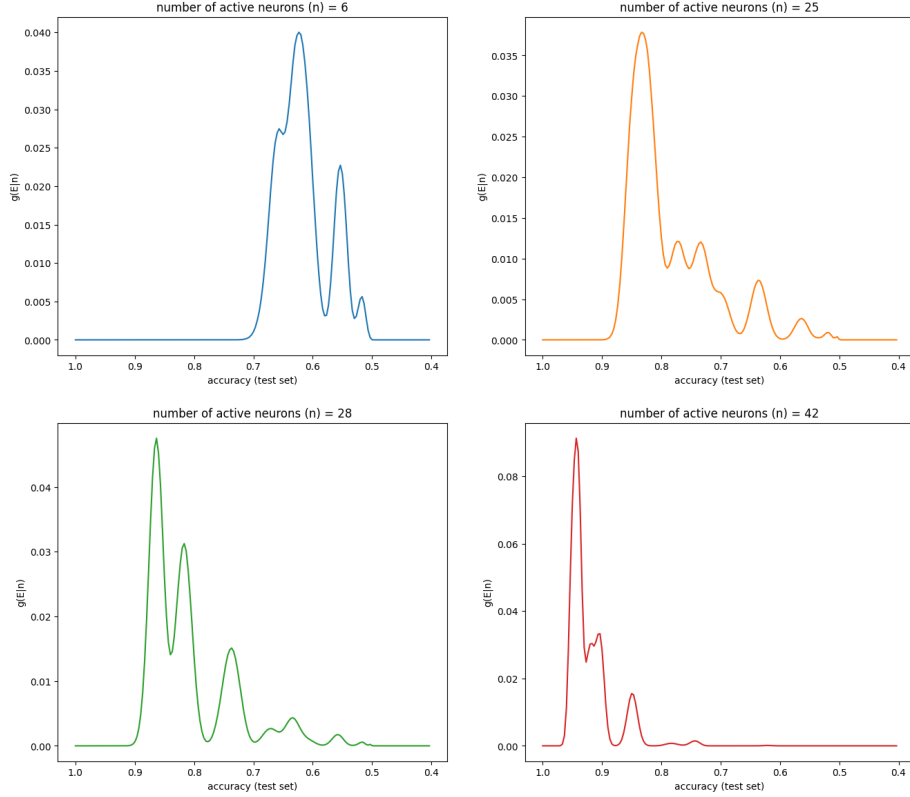 number of active neurons (n) = 6
g(E|n)
0.040
0.035
0.030
0.025
0.020
0.015
0.010
0.005
0.000
1.0 0.9 0.8 0.7 0.6 0.5 0.4
accuracy (test set)
number of active neurons (n) = 25
g(E|n)
0.035
0.030
0.025
0.020
0.015
0.010
0.005
0.000
1.0 0.9 0.8 0.7 0.6 0.5 0.4
accuracy (test set)
number of active neurons (n) = 28
g(E|n)
0.04
0.03
0.02
0.01
0.00
1.0 0.9 0.8 0.7 0.6 0.5 0.4
accuracy (test set)
number of active neurons (n) = 42
g(E|n)
0.08
0.06
0.04
0.02
0.00
1.0 0.9 0.8 0.7 0.6 0.5 0.4
accuracy (test set)